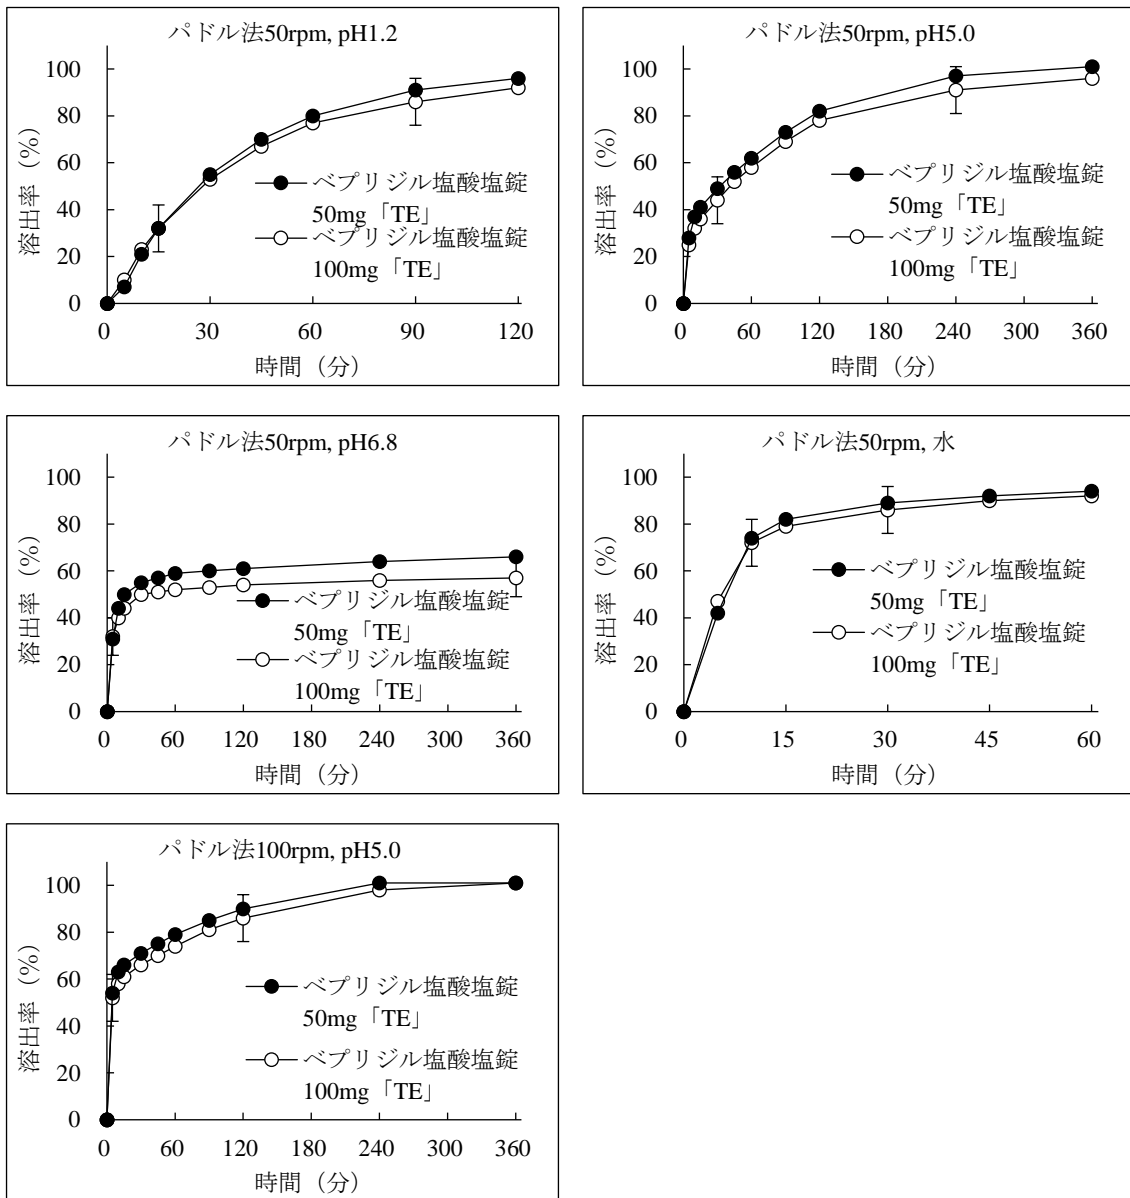 パドル法50rpm, pH1.2
溶出率（%）
100
80
60
40
20
0
ベプリジル塩酸塩錠
50mg「TE」
ベプリジル塩酸塩錠
100mg「TE」
0 30 60 90 120
時間（分）
パドル法50rpm, pH5.0
溶出率（%）
100
80
60
40
20
0
ベプリジル塩酸塩錠
50mg「TE」
ベプリジル塩酸塩錠
100mg「TE」
0 60 120 180 240 300 360
時間（分）
パドル法50rpm, pH6.8
溶出率（%）
100
80
60
40
20
0
ベプリジル塩酸塩錠
50mg「TE」
ベプリジル塩酸塩錠
100mg「TE」
0 60 120 180 240 300 360
時間（分）
パドル法50rpm, 水
溶出率（%）
100
80
60
40
20
0
ベプリジル塩酸塩錠
50mg「TE」
ベプリジル塩酸塩錠
100mg「TE」
0 15 30 45 60
時間（分）
パドル法100rpm, pH5.0
溶出率（%）
100
80
60
40
20
0
ベプリジル塩酸塩錠
50mg「TE」
ベプリジル塩酸塩錠
100mg「TE」
0 60 120 180 240 300 360
時間（分）